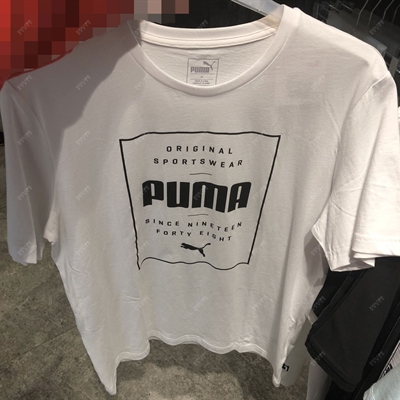 PUMA
ORIGINAL
SPORTSWEAR
PUMA
SINCE NINETEEN
FORTY EIGHT